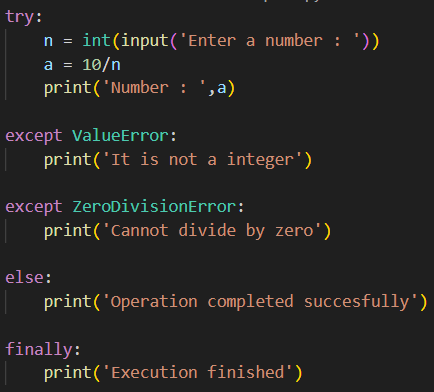 try:
    n = int(input('Enter a number : '))
    a = 10/n
    print('Number : ',a)
except ValueError:
    print('It is not a integer')
except ZeroDivisionError:
    print('Cannot divide by zero')
else:
    print('Operation completed succesfully')
finally:
    print('Execution finished')